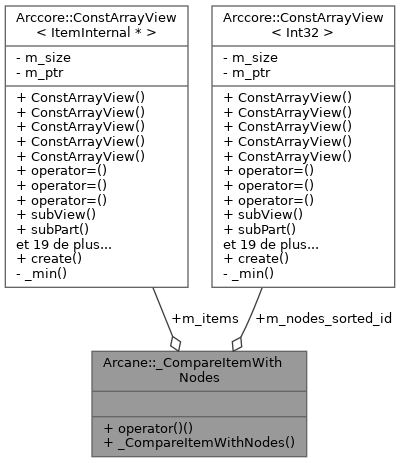 Arccore::ConstArrayView
< ItemInternal * >
- m_size
- m_ptr
+ ConstArrayView()
+ ConstArrayView()
+ ConstArrayView()
+ ConstArrayView()
+ ConstArrayView()
+ operator=()
+ operator=()
+ operator=()
+ subView()
+ subPart()
et 19 de plus...
+ create()
- _min()
Arccore::ConstArrayView
< Int32 >
- m_size
- m_ptr
+ ConstArrayView()
+ ConstArrayView()
+ ConstArrayView()
+ ConstArrayView()
+ ConstArrayView()
+ operator=()
+ operator=()
+ operator=()
+ subView()
+ subPart()
et 19 de plus...
+ create()
- _min()
+m_items
+m_nodes_sorted_id
Arcane::_CompareItemWith
Nodes
+ operator()()
+ _CompareItemWithNodes()